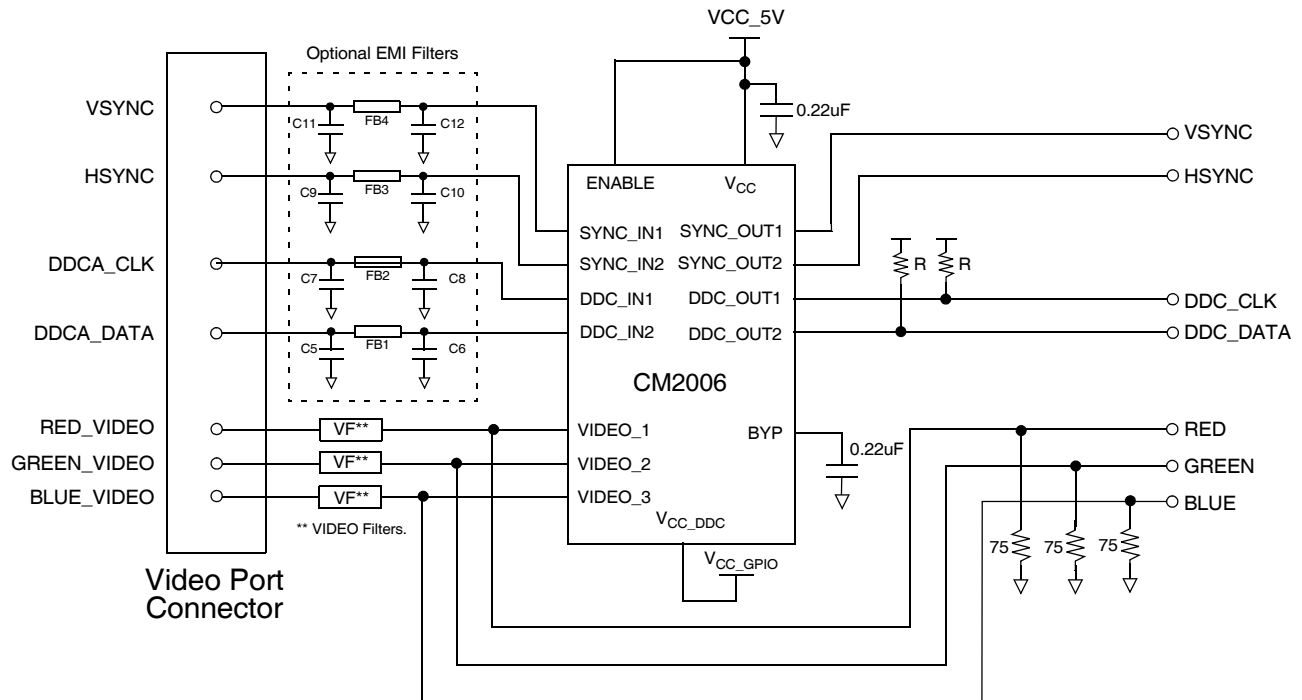 VCC_5V
Optional EMI Filters
VSYNC
C11
FB4
C12
0.22uF
VSYNC
HSYNC
C9
FB3
C10
HSYNC
ENABLE
VCC
SYNC_IN1
SYNC_OUT1
SYNC_IN2
SYNC_OUT2
R
R
DDCA_CLK
C7
FB2
C8
DDC_IN1
DDC_OUT1
DDC_CLK
DDCA_DATA
C5
FB1
C6
DDC_IN2
DDC_OUT2
DDC_DATA
CM2006
RED_VIDEO
VF**
VIDEO_1
BYP
0.22uF
RED
GREEN_VIDEO
VF**
VIDEO_2
GREEN
BLUE_VIDEO
VF**
VIDEO_3
BLUE
** VIDEO Filters.
VCC_DDC
75
75
75
VCC_GPIO
Video Port
Connector